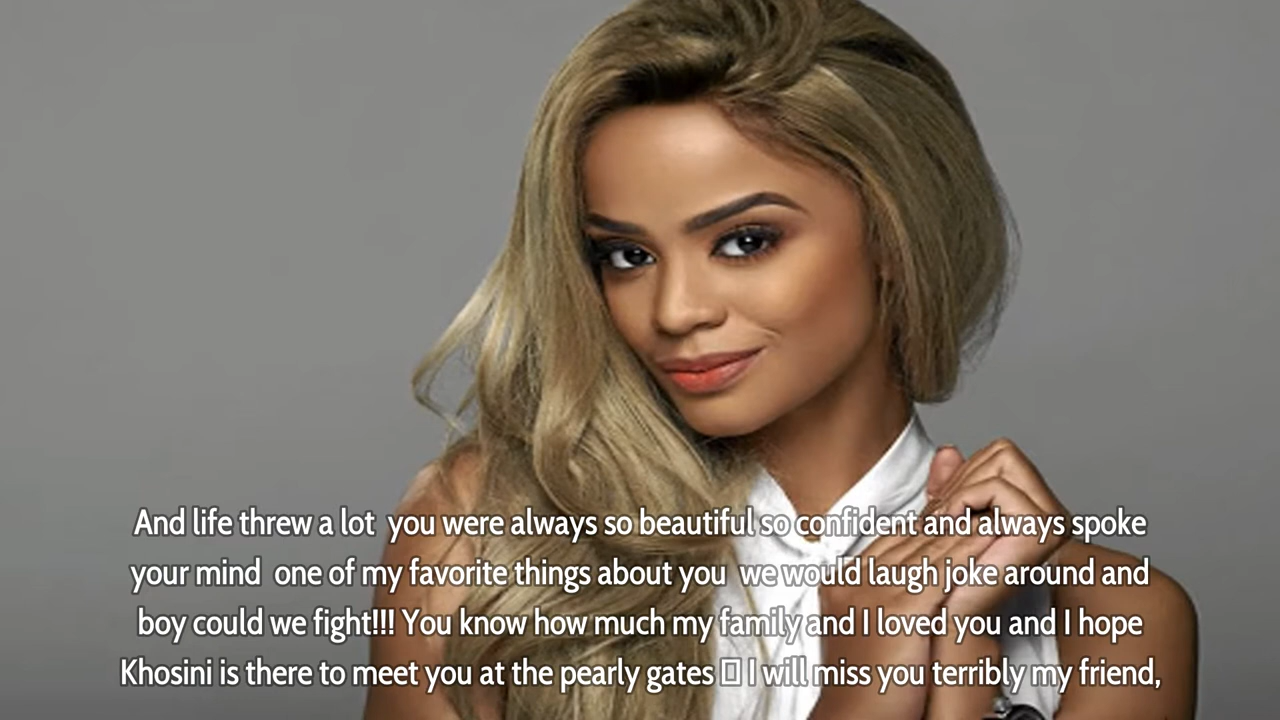 And life threw a lot  you were always so beautiful so confident and always spoke
your mind  one of my favorite things about you  we would laugh joke around and
boy could we fight!!! You know how much my family and I loved you and I hope
Khosini is there to meet you at the pearly gates □ I will miss you terribly my friend,